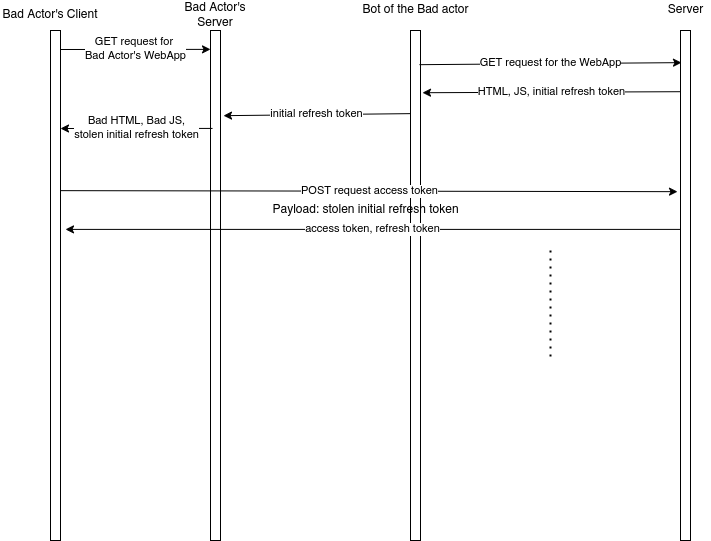 Bad Actor's Client
Bad Actor's
Server
Bot of the Bad actor
Server
GET request for
Bad Actor's WebApp
GET request for the WebApp
HTML, JS, initial refresh token
initial refresh token
Bad HTML, Bad JS,
stolen initial refresh token
POST request access token
Payload: stolen initial refresh token
access token, refresh token